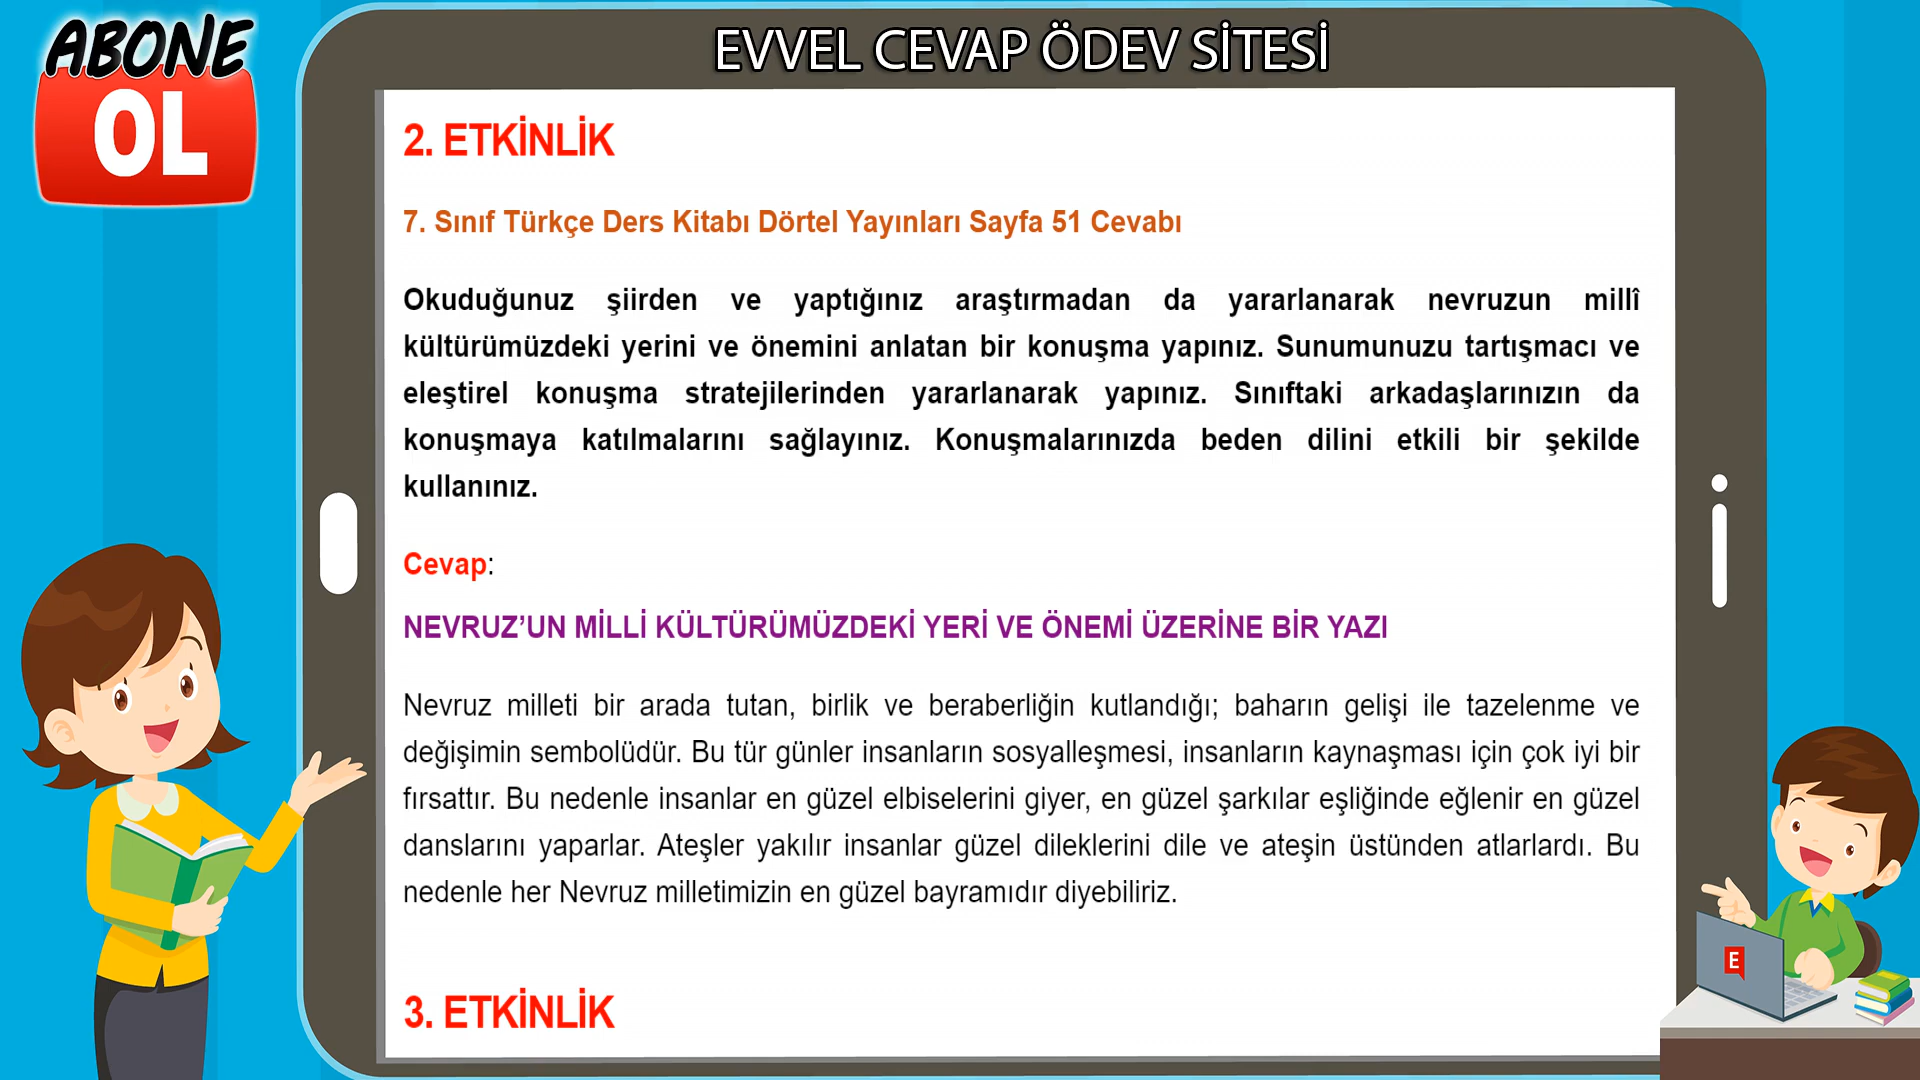 ABONE
OL
EVVEL CEVAP ÖDEV SİTESİ
2. ETKİNLİK
7. Sınıf Türkçe Ders Kitabı Dörtel Yayınları Sayfa 51 Cevabı
Okuduğunuz şiirden ve yaptığınız araştırmadan da yararlanarak nevruzun millî
kültürümüzdeki yerini ve önemini anlatan bir konuşma yapınız. Sunumunuzu tartışmacı ve
eleştirel konuşma stratejilerinden yararlanarak yapınız. Sınıftaki arkadaşlarınızın da
konuşmaya katılmalarını sağlayınız. Konuşmalarınızda beden dilini etkili bir şekilde
kullanınız.
Cevap:
NEVRUZ’UN MİLLİ KÜLTÜRÜMÜZDEKİ YERİ VE ÖNEMİ ÜZERİNE BİR YAZI
Nevruz milleti bir arada tutan, birlik ve beraberliğin kutlandığı; baharın gelişi ile tazelenme ve
değişimin sembolüdür. Bu tür günler insanların sosyalleşmesi, insanların kaynaşması için çok iyi bir
fırsattır. Bu nedenle insanlar en güzel elbiselerini giyer, en güzel şarkılar eşliğinde eğlenir en güzel
danslarını yaparlar. Ateşler yakılır insanlar güzel dileklerini dile ve ateşin üstünden atlarlardı. Bu
nedenle her Nevruz milletimizin en güzel bayramıdır diyebiliriz.
3. ETKİNLİK
E